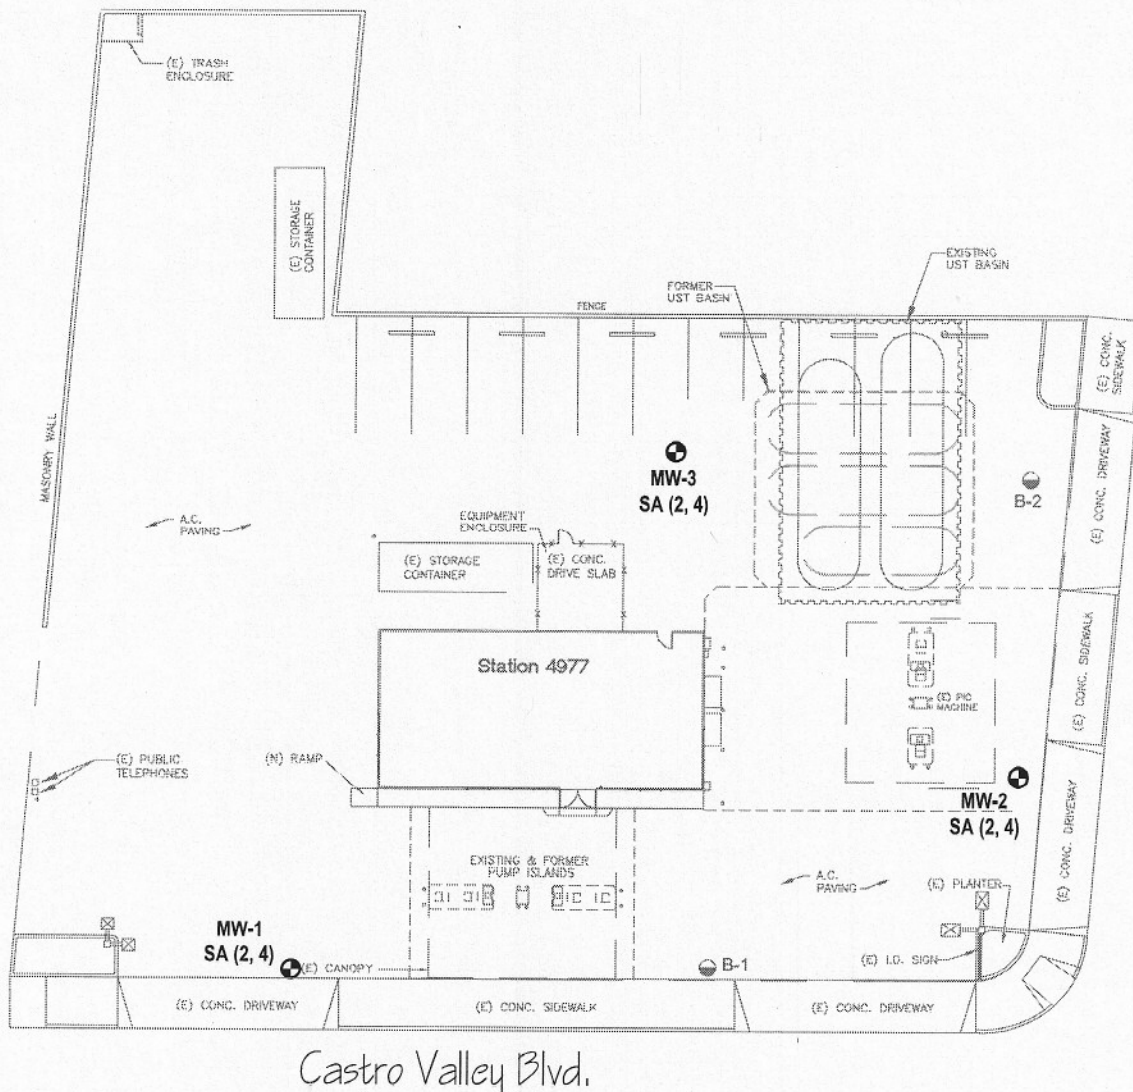 (E) TRASH
ENCLOSURE
(E) STORAGE
CONTAINER
EXISTING
UST BASIN
FORMER
UST BASIN
FENCE
(E) CONC.
SIDEWALK
MASONRY WALL
MW-3
SA (2, 4)
B-2
(E) CONC. DRIVEWAY
A.C.
PAVING
EQUIPMENT
ENCLOSURE
(E) STORAGE
CONTAINER
(E) CONC.
DRIVE SLAB
Station 4977
(E) CONC. SIDEWALK
(E) PIC
MACHINE
(E) PUBLIC
TELEPHONES
(N) RAMP
MW-2
SA (2, 4)
(E) CONC. DRIVEWAY
EXISTING & FORMER
PUMP ISLANDS
A.C.
PAVING
(E) PLANTER
MW-1
SA (2, 4)
(E) CANOPY
B-1
(E) I.D. SIGN
(E) CONC. DRIVEWAY
(E) CONC. SIDEWALK
(E) CONC. DRIVEWAY
Castro Valley Blvd.